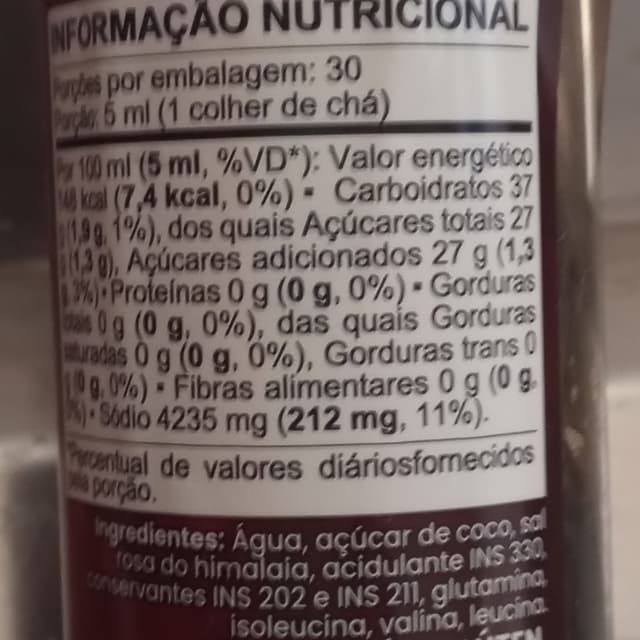 INFORMAÇÃO NUTRICIONAL
Porções por embalagem: 30
Porção: 5 ml (1 colher de chá)
Por 100 ml (5 ml, %VD*): Valor energético
148 kcal (7,4 kcal, 0%) • Carboidratos 37
g (1,9 g, 1%), dos quais Açúcares totais 27
g (1,3 g), Açúcares adicionados 27 g (1,3
g, 3%) • Proteínas 0 g (0 g, 0%) • Gorduras
totais 0 g (0 g, 0%), das quais Gorduras
saturadas 0 g (0 g, 0%), Gorduras trans 0
g (0 g, 0%) • Fibras alimentares 0 g (0 g,
0%) • Sódio 4235 mg (212 mg, 11%).
*Percentual de valores diáriosfornecidos
pela porção.
Ingredientes: Água, açúcar de coco, sal
rosa do himalaia, acidulante INS 330,
conservantes INS 202 e INS 211, glutamina,
isoleucina, valina, leucina.